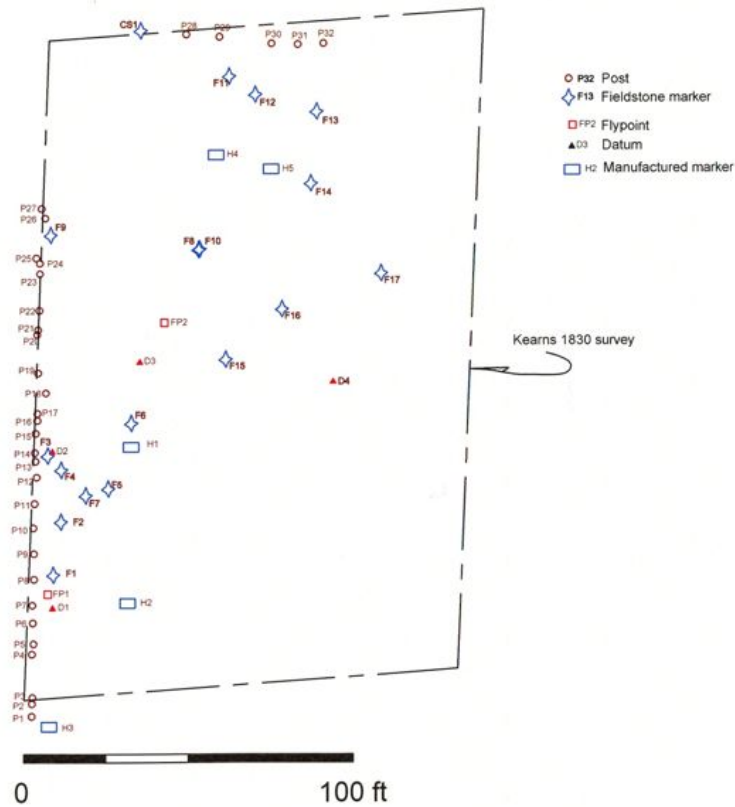 CS1
P28
P29
P30
P31
P32
F11
F12
F13
P32 Post
F13 Fieldstone marker
FP2 Flypoint
D3 Datum
H2 Manufactured marker
H4
H5
F14
P27
P26
F9
F8 F10
P25
P24
P23
F17
P22
F16
FP2
P21
P20
Kearns 1830 survey
D3
F15
P19
D4
P18
P17
P16
F6
P15
H1
F3
P14
D2
P13
F4
P12
F5
F7
P11
F2
P10
P9
F1
P8
FP1
P7
D1
H2
P6
P5
P4
P3
P2
P1
H3
0
100 ft